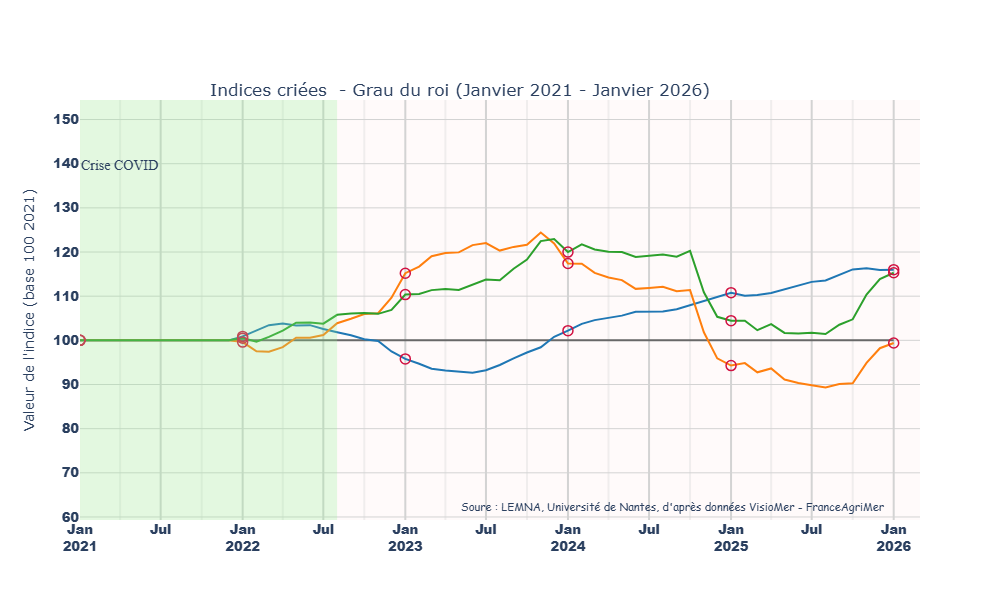 Indices criées  - Grau du roi (Janvier 2021 - Janvier 2026)
Valeur de l'indice (base 100 2021)
150
140
130
120
110
100
90
80
70
60
Crise COVID
Soure : LEMNA, Université de Nantes, d'après données VisioMer - FranceAgriMer
Jan Jul Jan Jul Jan Jul Jan Jul Jan Jul Jan
2021 2022 2023 2024 2025 2026